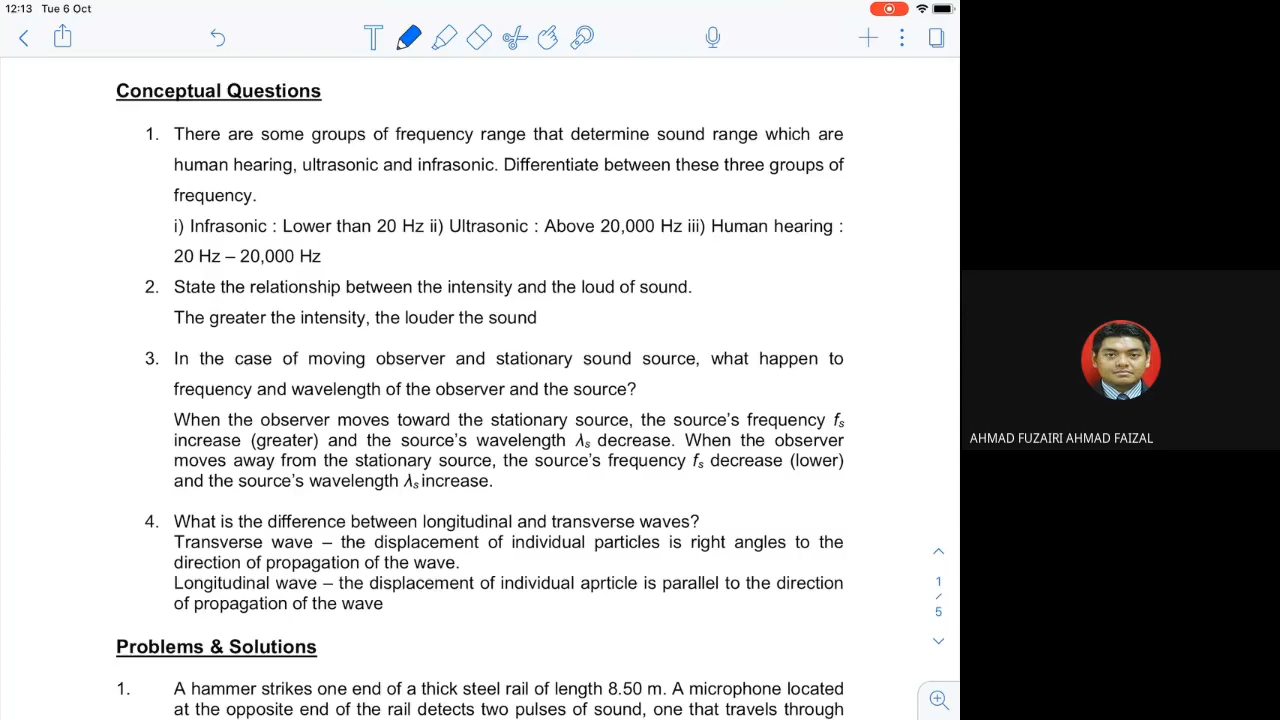 12:13 Tue 6 Oct
Conceptual Questions
1. There are some groups of frequency range that determine sound range which are
human hearing, ultrasonic and infrasonic. Differentiate between these three groups of
frequency.
i) Infrasonic : Lower than 20 Hz ii) Ultrasonic : Above 20,000 Hz iii) Human hearing :
20 Hz – 20,000 Hz
2. State the relationship between the intensity and the loud of sound.
The greater the intensity, the louder the sound
3. In the case of moving observer and stationary sound source, what happen to
frequency and wavelength of the observer and the source?
When the observer moves toward the stationary source, the source's frequency fs
increase (greater) and the source's wavelength λs decrease. When the observer
moves away from the stationary source, the source's frequency fs decrease (lower)
and the source's wavelength λs increase.
4. What is the difference between longitudinal and transverse waves?
Transverse wave – the displacement of individual particles is right angles to the
direction of propagation of the wave.
Longitudinal wave – the displacement of individual aprticle is parallel to the direction
of propagation of the wave
Problems & Solutions
1. A hammer strikes one end of a thick steel rail of length 8.50 m. A microphone located
at the opposite end of the rail detects two pulses of sound, one that travels through
1
/
5
AHMAD FUZAIRI AHMAD FAIZAL